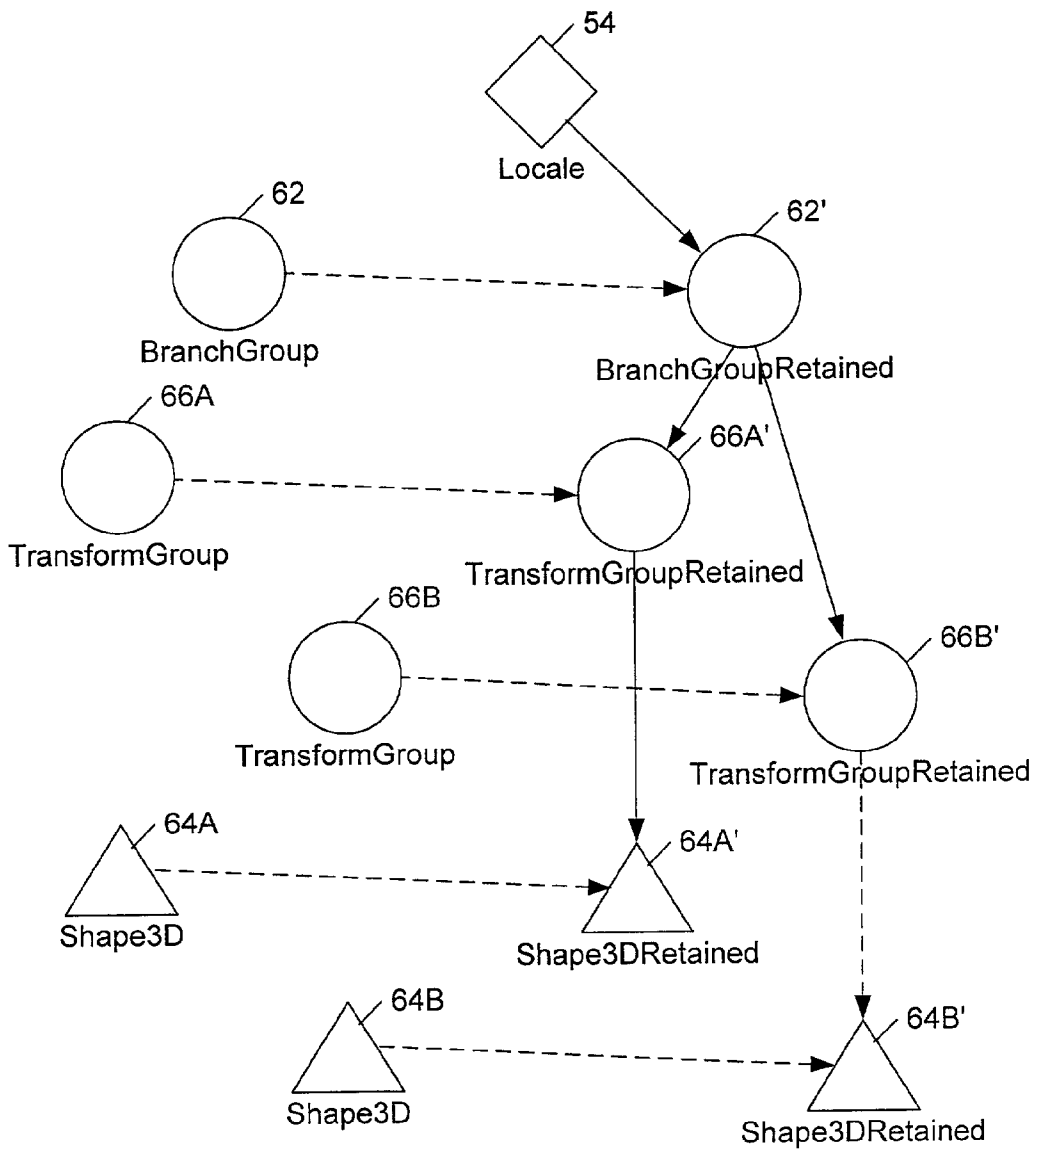 54
Locale
62
62'
BranchGroup
BranchGroupRetained
66A
66A'
TransformGroup
TransformGroupRetained
66B
66B'
TransformGroup
TransformGroupRetained
64A
64A'
Shape3D
Shape3DRetained
64B
64B'
Shape3D
Shape3DRetained